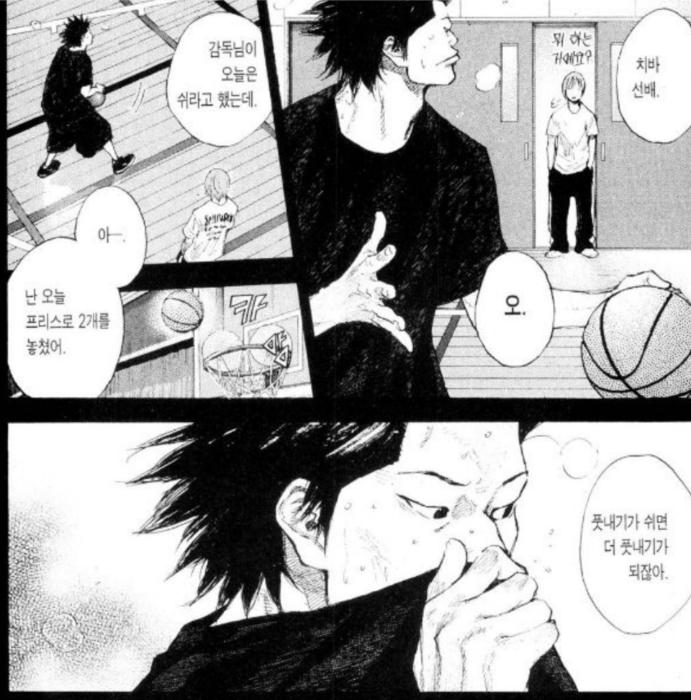 치바
선배.
뭐 하는
거예요?
오.
감독님이
오늘은
쉬라고 했는데.
아—.
난 오늘
프리스로 2개를
놓쳤어.
풋내기가 쉬면
더 풋내기가
되잖아.